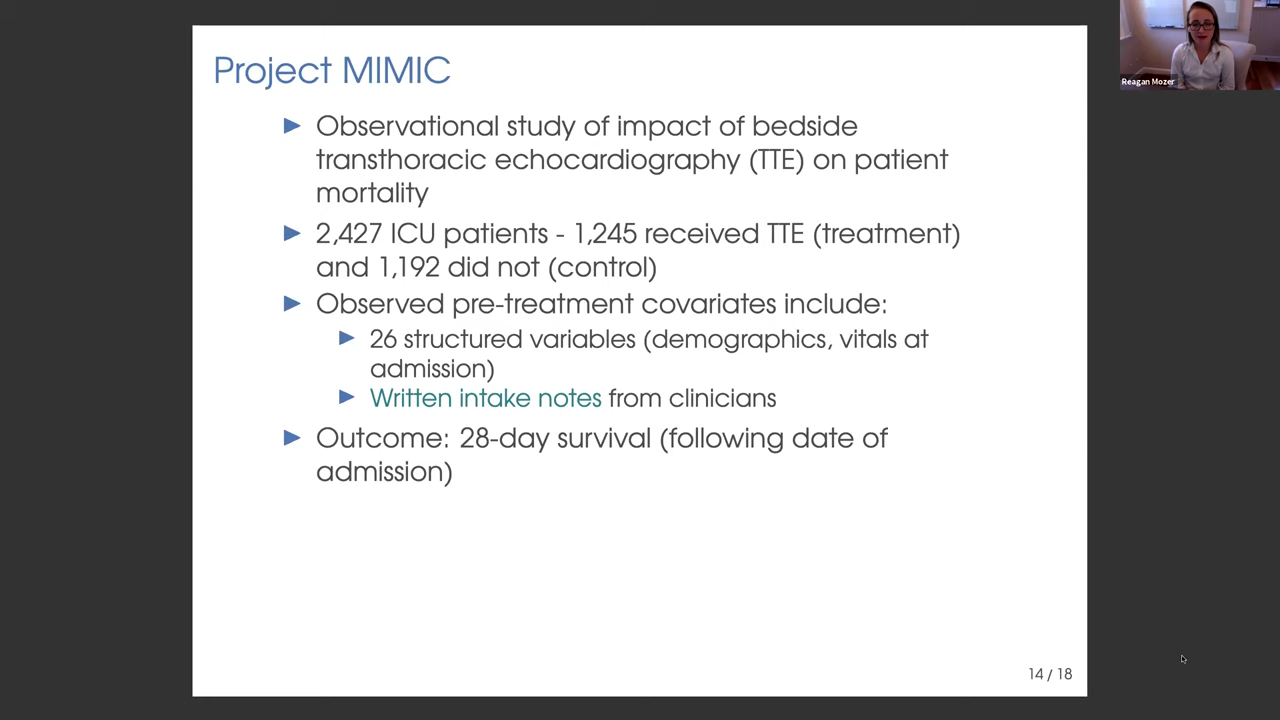 Project MIMIC
► Observational study of impact of bedside
transthoracic echocardiography (TTE) on patient
mortality
► 2,427 ICU patients - 1,245 received TTE (treatment)
and 1,192 did not (control)
► Observed pre-treatment covariates include:
► 26 structured variables (demographics, vitals at
admission)
► Written intake notes from clinicians
► Outcome: 28-day survival (following date of
admission)
14 / 18
Reagan Mozer